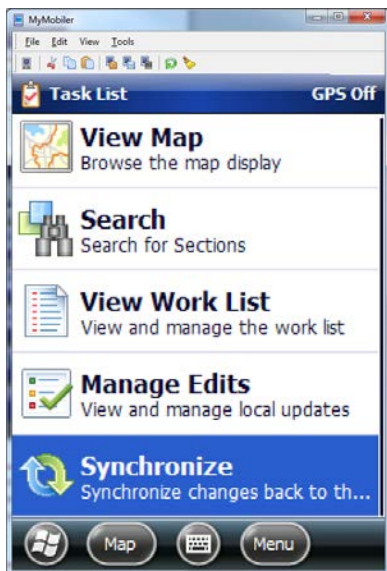 MyMobiler
File Edit View Tools
Task List GPS Off
View Map
Browse the map display
Search
Search for Sections
View Work List
View and manage the work list
Manage Edits
View and manage local updates
Synchronize
Synchronize changes back to th...
Map Menu